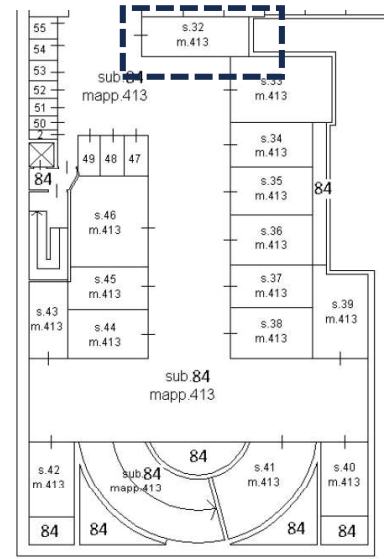 55
s.32
m.413
54
53
sub.84
mapp.413
s.33
m.413
52
51
50
2
s.34
m.413
49 48 47
84
s.35
m.413
84
s.46
m.413
s.36
m.413
s.45
m.413
s.37
m.413
s.43
m.413
s.39
m.413
s.44
m.413
s.38
m.413
sub.84
mapp.413
84
s.42
m.413
sub.84
mapp.413
s.41
m.413
s.40
m.413
84
84
84
84